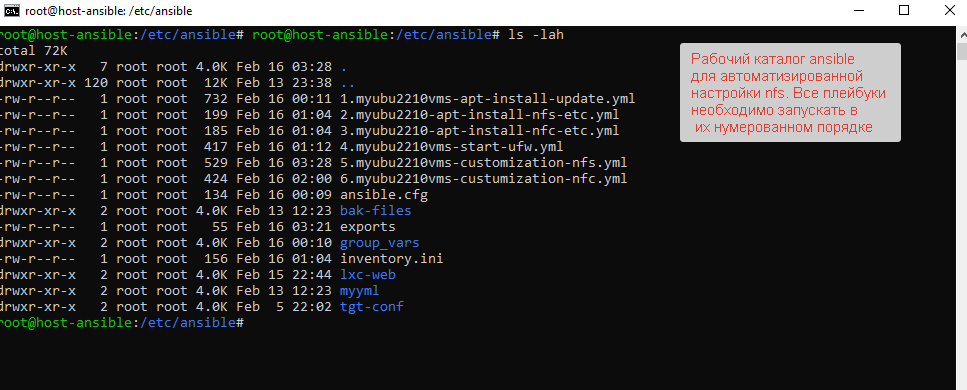 root@host-ansible: /etc/ansible
root@host-ansible:/etc/ansible# root@host-ansible:/etc/ansible# ls -lah
total 72K
drwxr-xr-x   7 root root 4.0K Feb 16 03:28 .
drwxr-xr-x 120 root root  12K Feb 13 23:38 ..
-rw-r--r--   1 root root  732 Feb 16 00:11 1.myubu2210vms-apt-install-update.yml
-rw-r--r--   1 root root  199 Feb 16 01:04 2.myubu2210-apt-install-nfs-etc.yml
-rw-r--r--   1 root root  185 Feb 16 01:04 3.myubu2210-apt-install-nfc-etc.yml
-rw-r--r--   1 root root  417 Feb 16 01:12 4.myubu2210vms-start-ufw.yml
-rw-r--r--   1 root root  529 Feb 16 03:28 5.myubu2210vms-customization-nfs.yml
-rw-r--r--   1 root root  424 Feb 16 02:00 6.myubu2210vms-custumization-nfc.yml
-rw-r--r--   1 root root  134 Feb 16 00:09 ansible.cfg
drwxr-xr-x   2 root root 4.0K Feb 13 12:23 bak-files
-rw-r--r--   1 root root   55 Feb 16 03:21 exports
drwxr-xr-x   2 root root 4.0K Feb 16 00:10 group_vars
-rw-r--r--   1 root root  156 Feb 16 01:04 inventory.ini
drwxr-xr-x   2 root root 4.0K Feb 15 22:44 lxc-web
drwxr-xr-x   2 root root 4.0K Feb 13 12:23 myyml
drwxr-xr-x   2 root root 4.0K Feb  5 22:02 tgt-conf
root@host-ansible:/etc/ansible#
Рабочий каталог ansible
для автоматизированной
настройки nfs. Все плейбуки
необходимо запускать в
их нумерованном порядке